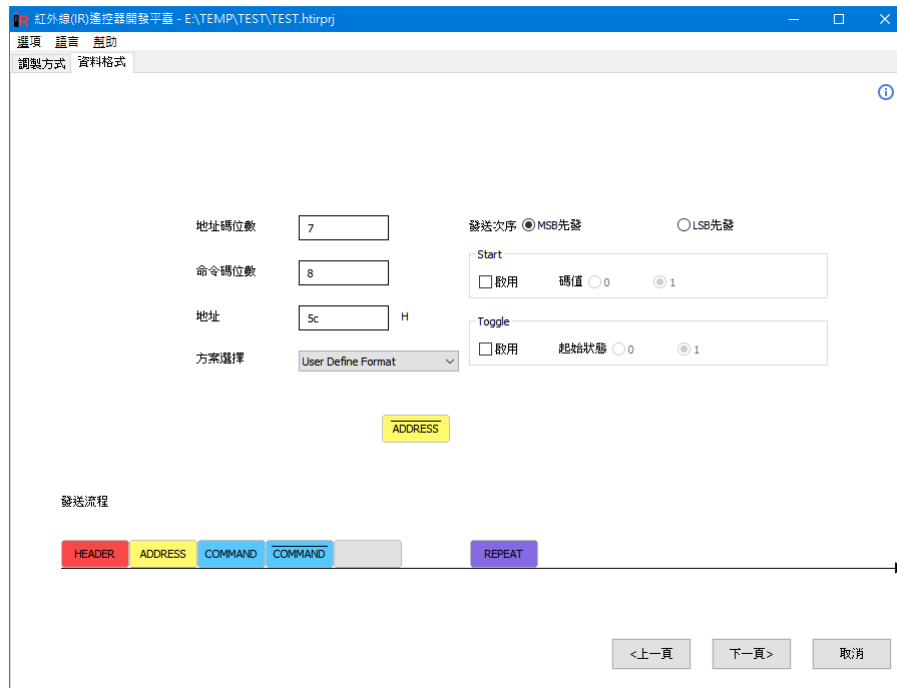 紅外線(IR)遙控器開發平臺 - E:\TEMP\TEST\TEST.htirprj
選項 語言 幫助
調製方式 資料格式
地址碼位數 7 發送次序 MSB先發 LSB先發
Start
命令碼位數 8 啟用 碼值 0 1
地址 5c H
Toggle
方案選擇 User Define Format 啟用 起始狀態 0 1
ADDRESS
發送流程
HEADER ADDRESS COMMAND COMMAND REPEAT
<上一頁 下一頁> 取消